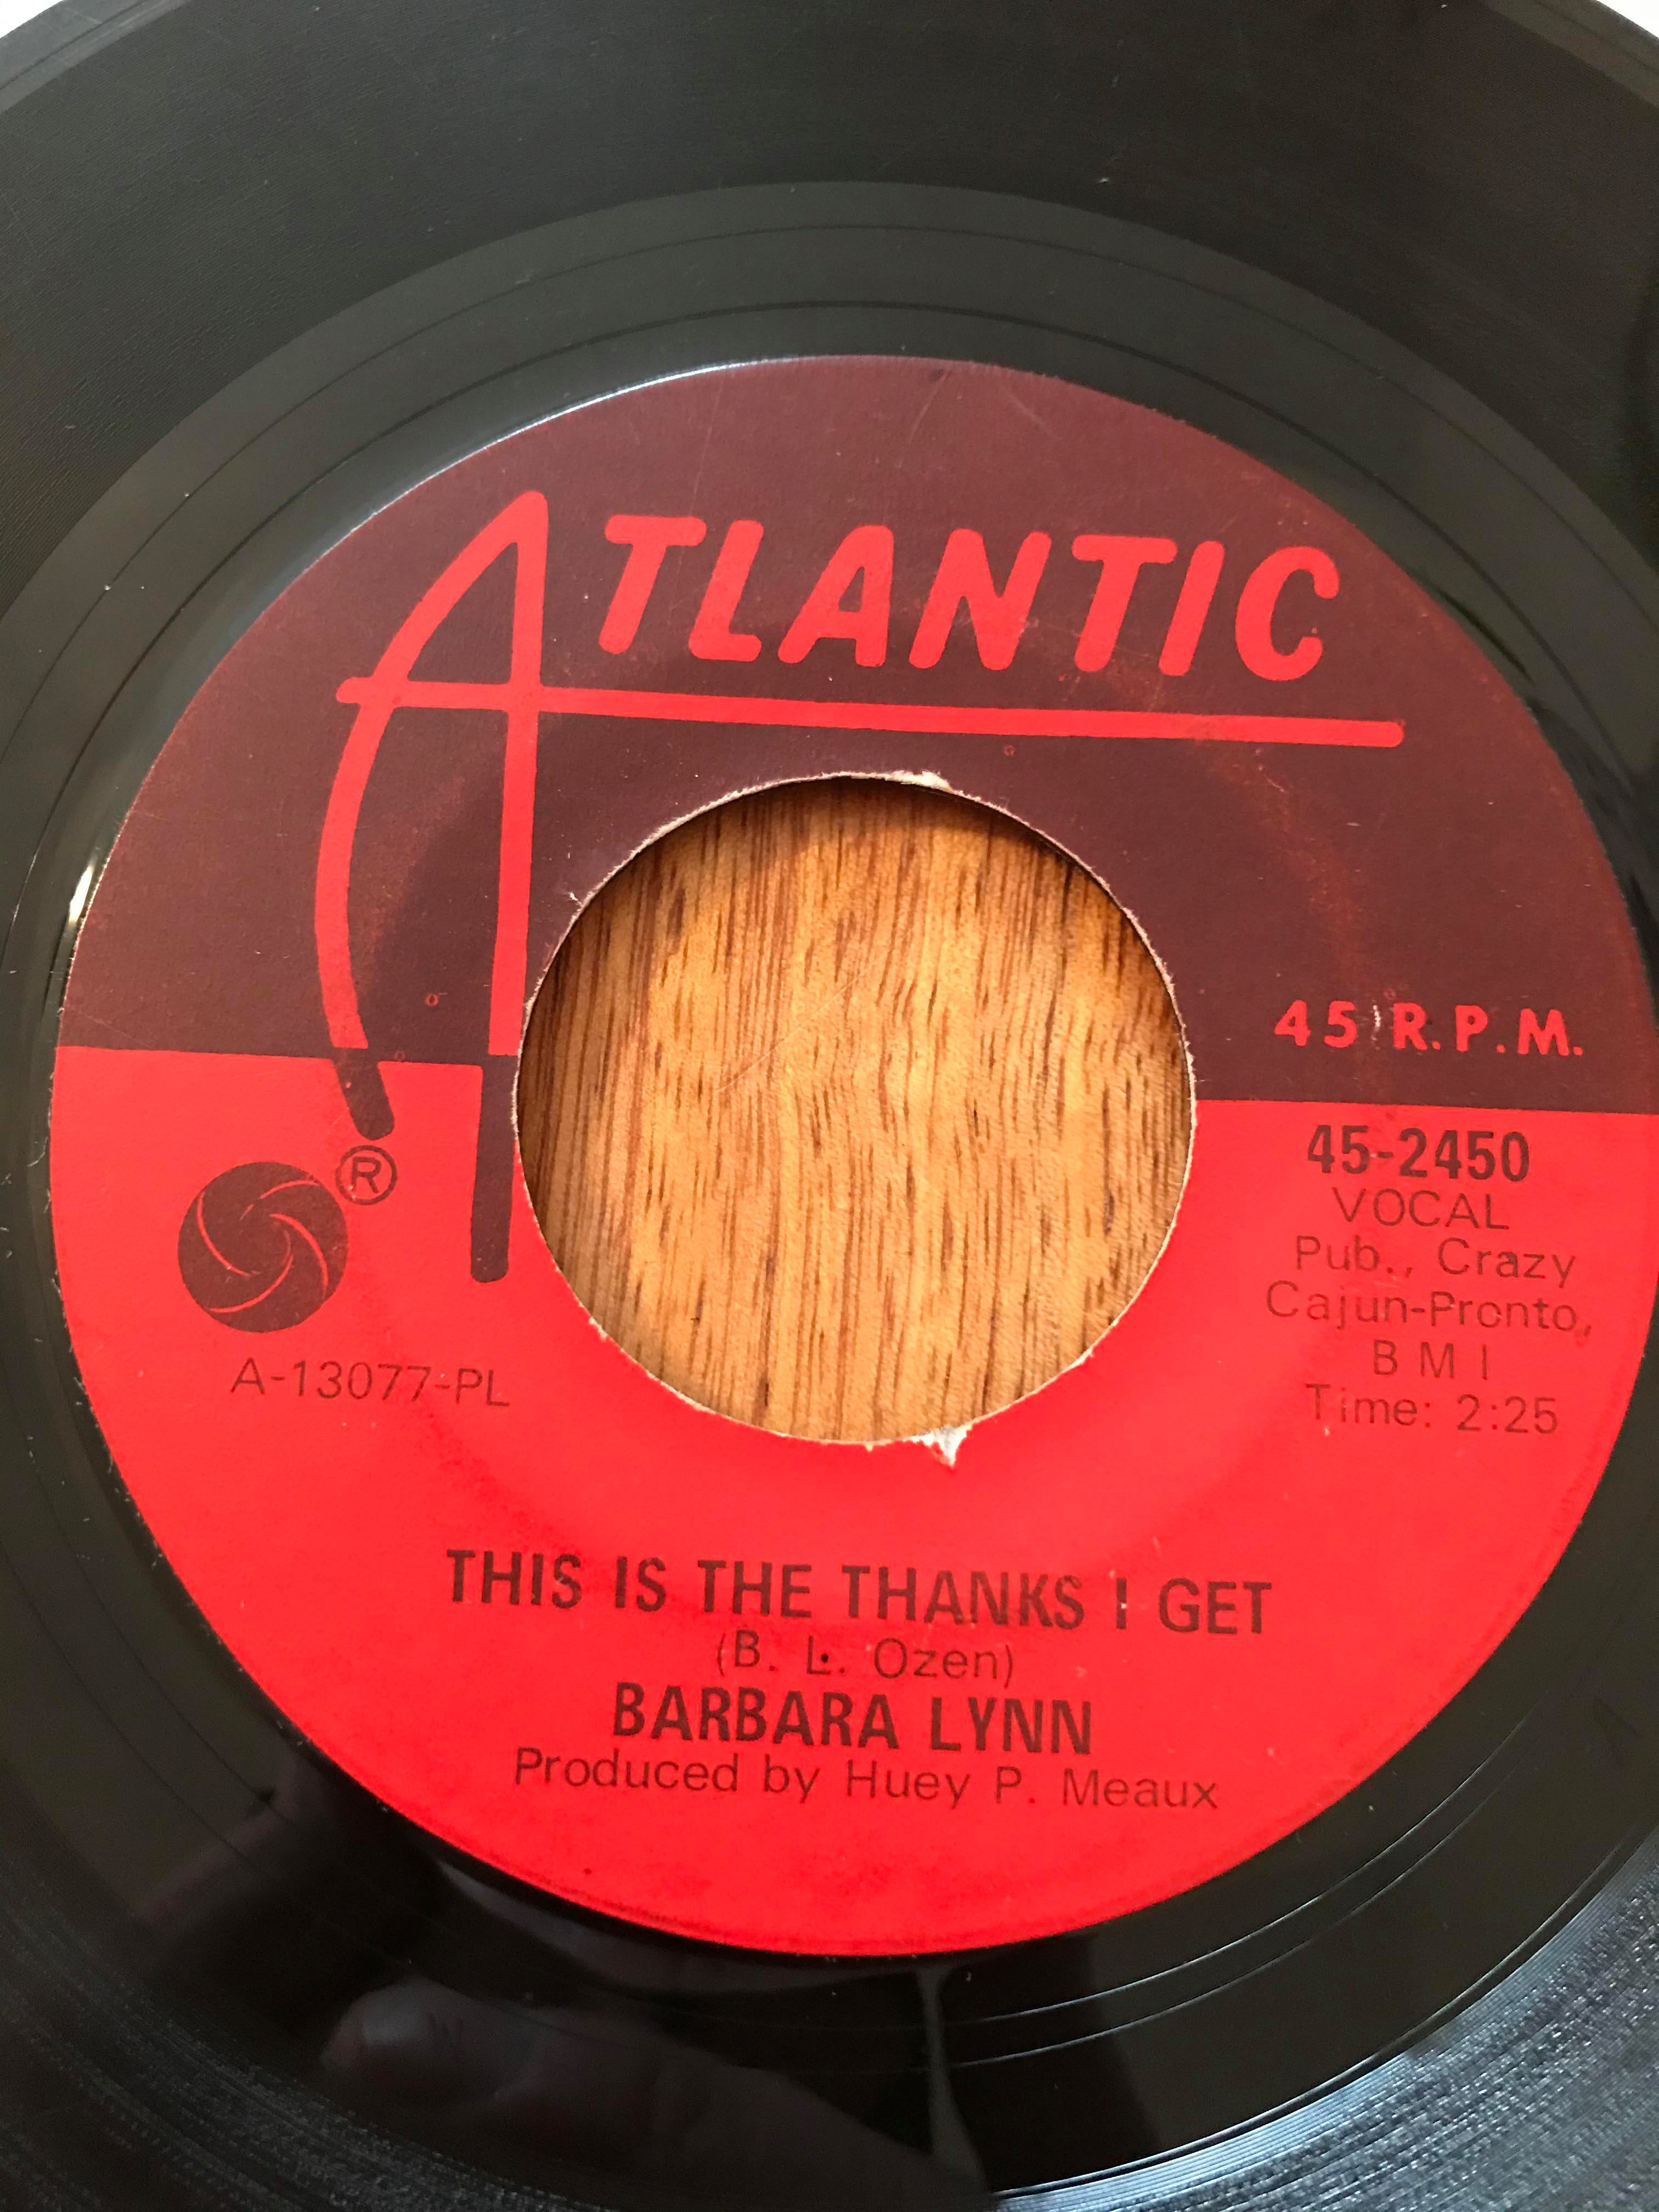 ATLANTIC
45 R.P.M.
®
45-2450
VOCAL
Pub., Crazy
Cajun-Pronto,
B M I
Time: 2:25
A-13077-PL
THIS IS THE THANKS I GET
(B. L. Ozen)
BARBARA LYNN
Produced by Huey P. Meaux